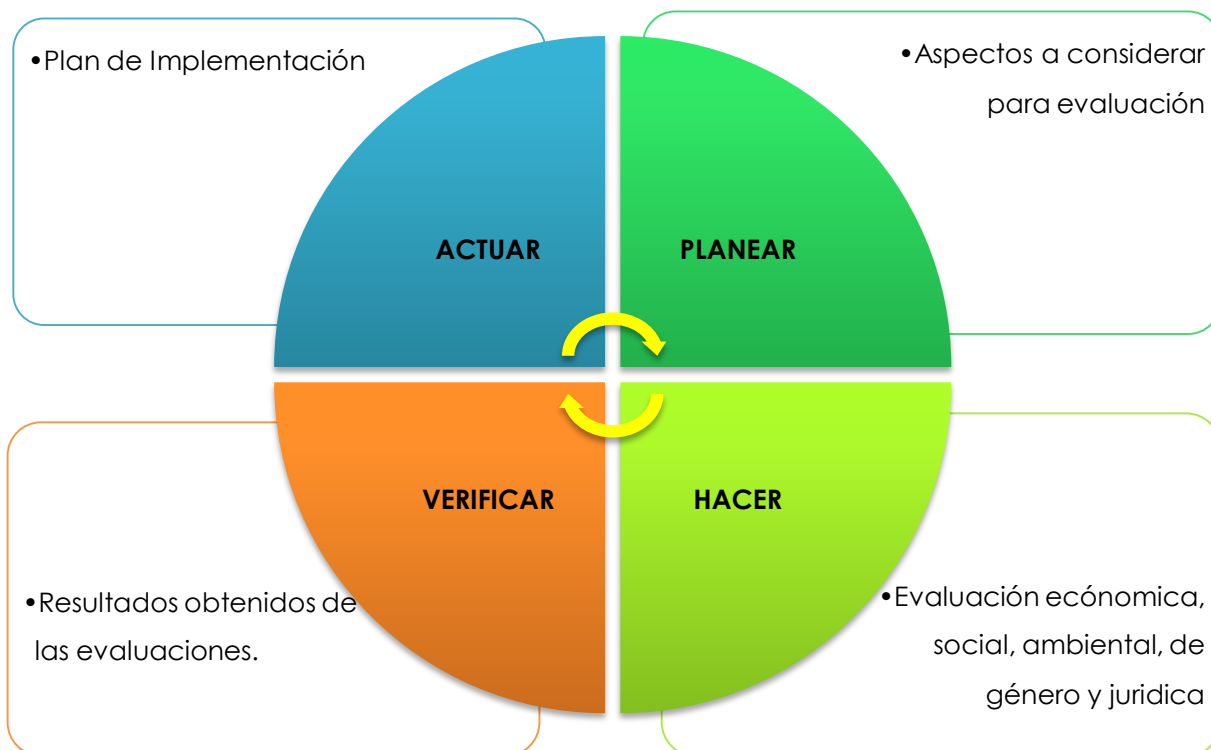 •Plan de Implementación
•Aspectos a considerar
para evaluación
ACTUAR
PLANEAR
VERIFICAR
HACER
•Resultados obtenidos de
las evaluaciones.
•Evaluación ecónomica,
social, ambiental, de
género y juridica